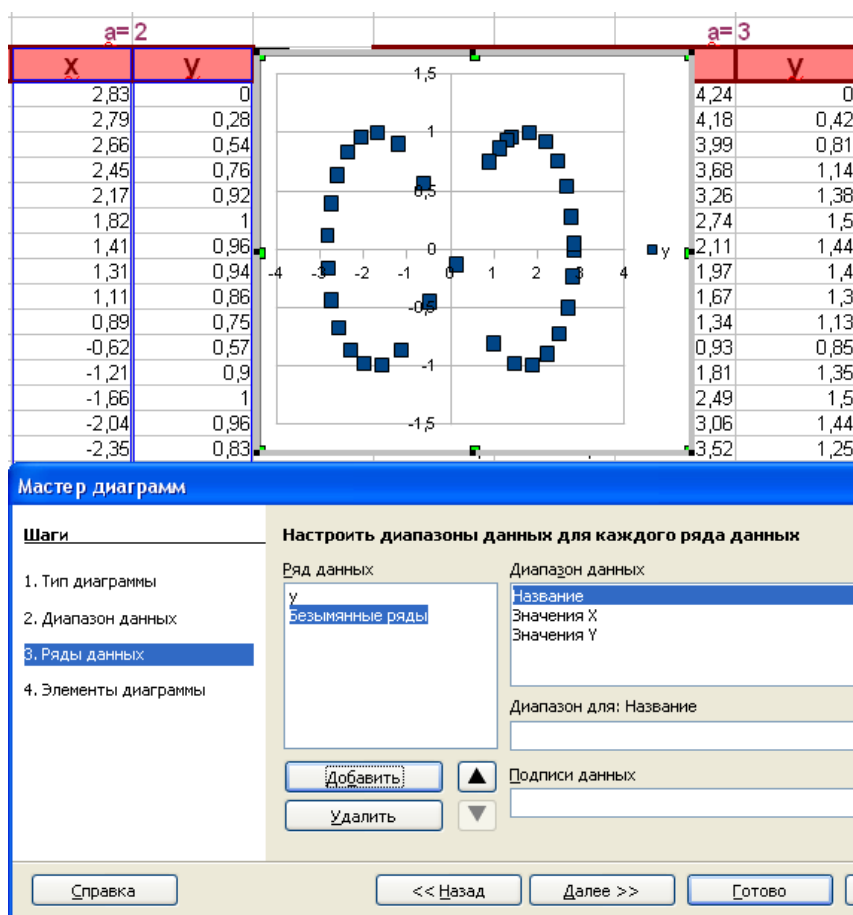 a= 2 a= 3
x y y
2,83 0 4,24 0
2,79 0,28 4,18 0,42
2,66 0,54 3,99 0,81
2,45 0,76 3,68 1,14
2,17 0,92 3,26 1,38
1,82 1 2,74 1,5
1,41 0,96 2,11 1,44
1,31 0,94 1,97 1,4
1,11 0,86 1,67 1,3
0,89 0,75 1,34 1,13
-0,62 0,57 0,93 0,85
-1,21 0,9 1,81 1,35
-1,66 1 2,49 1,5
-2,04 0,96 3,06 1,44
-2,35 0,83 3,52 1,25
1,5
1
0,5
0
-4 -3 -2 -1 0 1 2 3 4
-0,5
-1
-1,5
y
Мастер диаграмм
Шаги
1. Тип диаграммы
2. Диапазон данных
3. Ряды данных
4. Элементы диаграммы
Настроить диапазоны данных для каждого ряда данных
Ряд данных
y
Безымянные ряды
Добавить
Удалить
Диапазон данных
Название
Значения X
Значения Y
Диапазон для: Название
Подписи данных
Справка << Назад Далее >> Готово